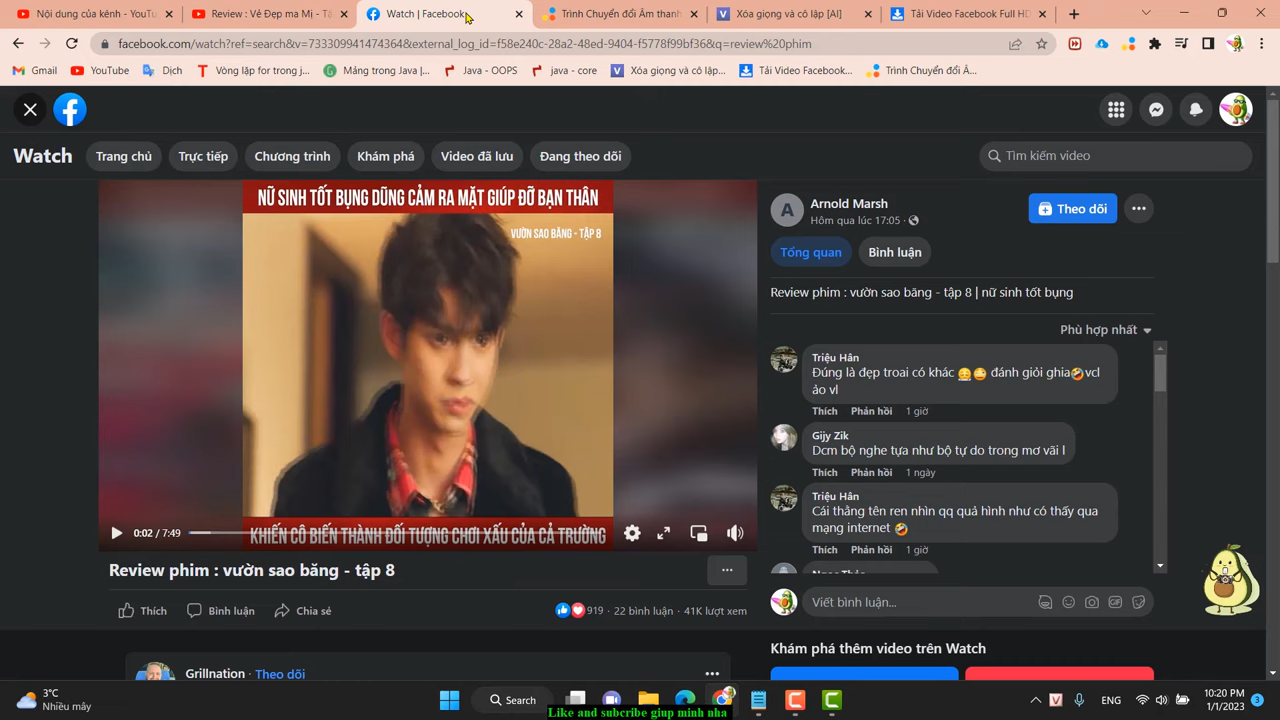 Nội dung của kênh - YouTu
Review : Vẻ Đẹp ma Mị - Tậ
Watch | Facebook
Trình Chuyển đổi Âm thanh
Xóa giọng và cô lập [AI]
Tải Video Facebook Full HD
facebook.com/watch?ref=search&v=733309941474364&external_log_id=f58e240c-28a2-48ed-9404-f5778f99bf36&q=review%20phim
Gmail
YouTube
Dịch
Vòng lặp for trong j...
Mảng trong Java |...
Java - OOPS
java - core
Xóa giọng và cô lập...
Tải Video Facebook...
Trình Chuyển đổi Â...
Watch
Trang chủ
Trực tiếp
Chương trình
Khám phá
Video đã lưu
Đang theo dõi
Tìm kiếm video
NỮ SINH TỐT BỤNG DŨNG CẢM RA MẶT GIÚP ĐỠ BẠN THÂN
VƯỜN SAO BĂNG - TẬP 8
KHIẾN CÔ BIẾN THÀNH ĐỐI TƯỢNG CHƠI XẤU CỦA CẢ TRƯỜNG
0:02 / 7:49
Review phim : vườn sao băng - tập 8
Thích
Bình luận
Chia sẻ
919 · 22 bình luận · 41K lượt xem
Grillnation · Theo dõi
A
Arnold Marsh
Hôm qua lúc 17:05 ·
Theo dõi
Tổng quan
Bình luận
Review phim : vườn sao băng - tập 8 | nữ sinh tốt bụng
Phù hợp nhất
Triệu Hân
Đúng là đẹp troai có khác 😤😳 đánh giỏi ghia🤣vcl
ảo vl
Thích Phản hồi 1 giờ
Gijy Zik
Dcm bộ nghe tựa như bộ tự do trong mơ vãi l
Thích Phản hồi 1 ngày
Triệu Hân
Cái thằng tên ren nhìn qq quả hình như có thấy qua
mạng internet 🤣
Thích Phản hồi 1 giờ
Viết bình luận...
Khám phá thêm video trên Watch
3°C
Nhiều mây
Search
Like and subcribe giup minh nha
ENG
10:20 PM
1/1/2023
3